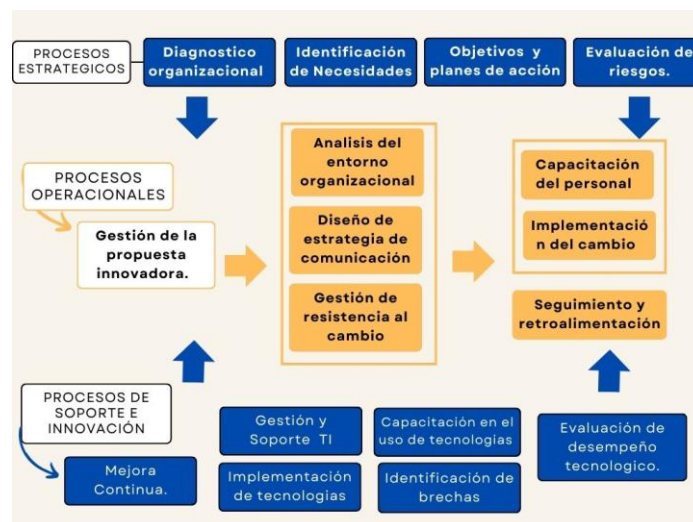 PROCESOS
ESTRATEGICOS
Diagnostico
organizacional
Identificación
de Necesidades
Objetivos y
planes de acción
Evaluación de
riesgos.
PROCESOS
OPERACIONALES
Gestión de la
propuesta
innovadora.
Analisis del
entorno
organizacional
Diseño de
estrategia de
comunicación
Gestión de
resistencia al
cambio
Capacitación
del personal
Implementació
n del cambio
Seguimiento y
retroalimentación
PROCESOS DE
SOPORTE E
INNOVACIÓN
Mejora
Continua.
Gestión y
Soporte TI
Capacitación en el
uso de tecnologias
Implementación
de tecnologias
Identificación de
brechas
Evaluación de
desempeño
tecnologico.